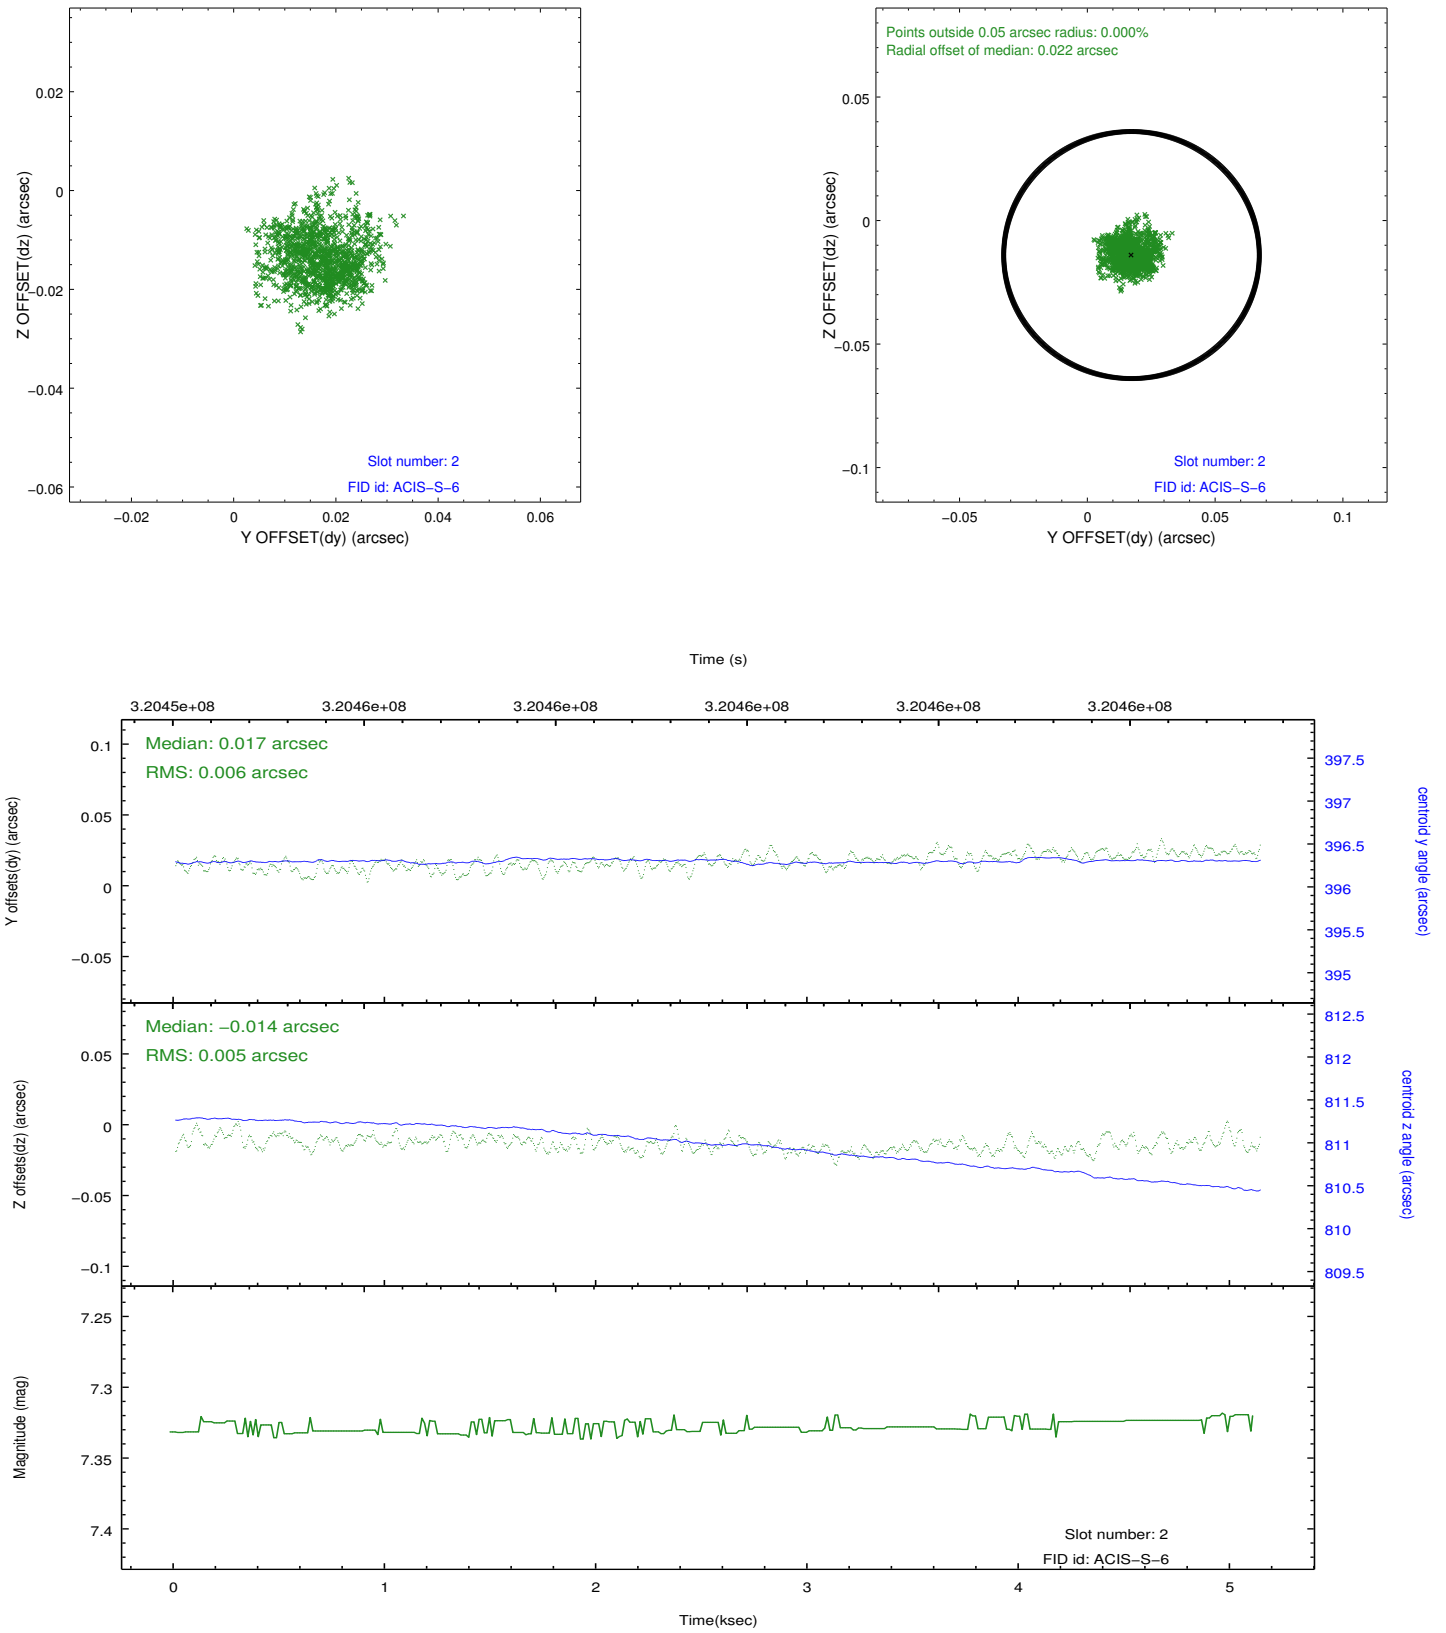 0.02
0
−0.02
−0.04
−0.06
Z OFFSET(dz) (arcsec)
Slot number: 2
FID id: ACIS−S−6
−0.02
0
0.02
0.04
0.06
Y OFFSET(dy) (arcsec)
Points outside 0.05 arcsec radius: 0.000%
Radial offset of median: 0.022 arcsec
0.05
0
−0.05
−0.1
Z OFFSET(dz) (arcsec)
Slot number: 2
FID id: ACIS−S−6
−0.05
0
0.05
0.1
Y OFFSET(dy) (arcsec)
Time (s)
3.2045e+08
3.2046e+08
3.2046e+08
3.2046e+08
3.2046e+08
3.2046e+08
Median: 0.017 arcsec
RMS: 0.006 arcsec
0.1
0.05
0
−0.05
Y offsets(dy) (arcsec)
397.5
397
396.5
396
395.5
395
centroid y angle (arcsec)
Median: −0.014 arcsec
RMS: 0.005 arcsec
0.05
0
−0.05
−0.1
Z offsets(dz) (arcsec)
812.5
812
811.5
811
810.5
810
809.5
centroid z angle (arcsec)
7.25
7.3
7.35
7.4
Magnitude (mag)
Slot number: 2
FID id: ACIS−S−6
0
1
2
3
4
5
Time(ksec)